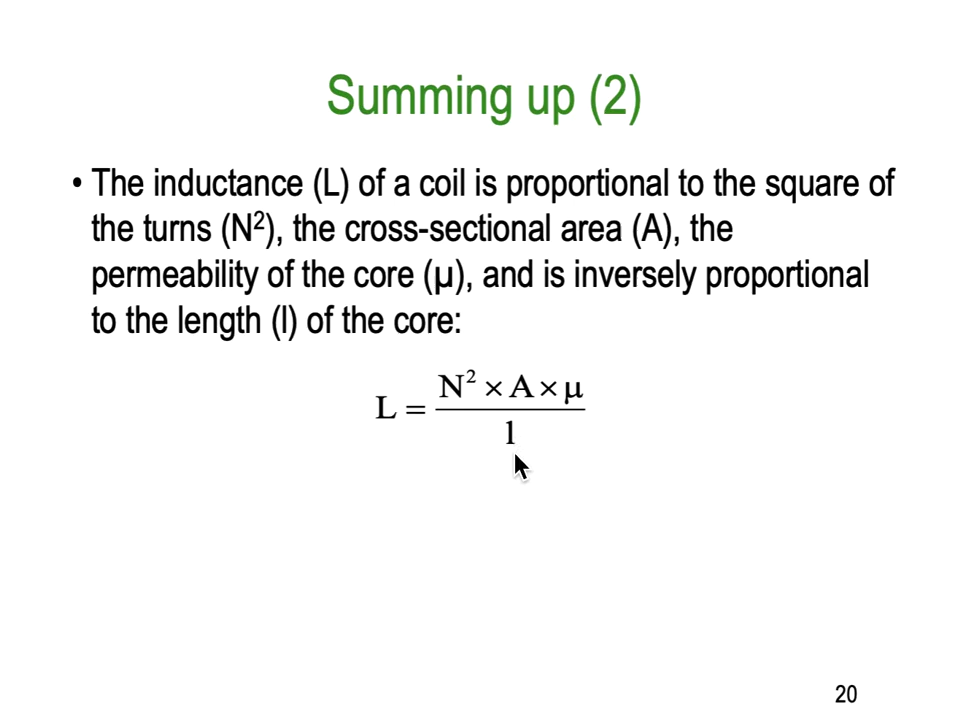 Summing up (2)
• The inductance (L) of a coil is proportional to the square of
the turns (N²), the cross-sectional area (A), the
permeability of the core (μ), and is inversely proportional
to the length (l) of the core:
L = N² × A × μ / l
20